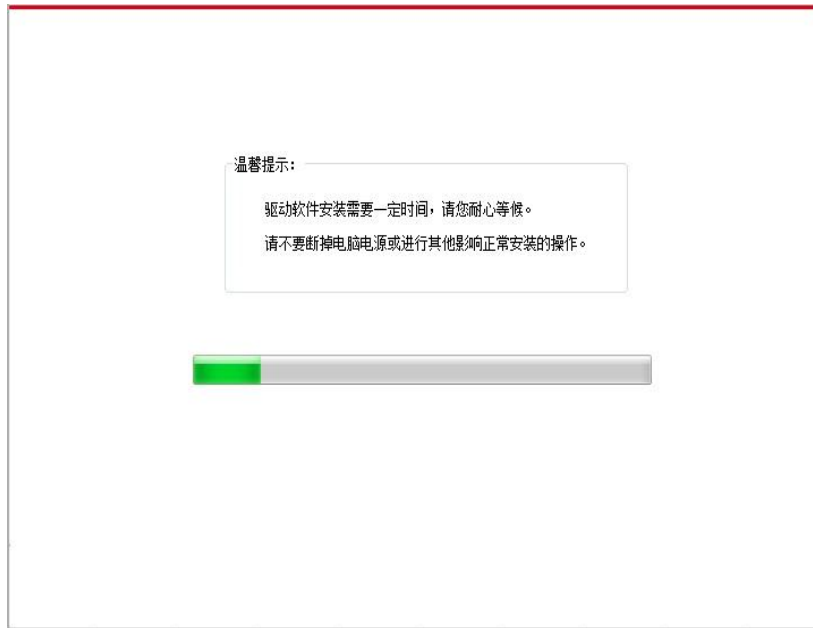 温馨提示:
驱动软件安装需要一定时间，请您耐心等候。
请不要断掉电脑电源或进行其他影响正常安装的操作。